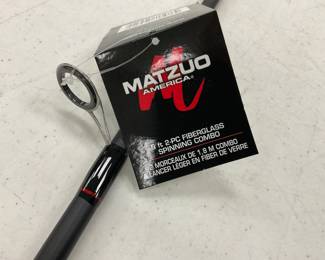 MATZUO
AMERICA
ft 2-PC FIBERGLASS
SPINNING COMBO
MORCEAUX DE 1.8 M COMBO
LANCER LÉGER EN FIBER DE VERRE